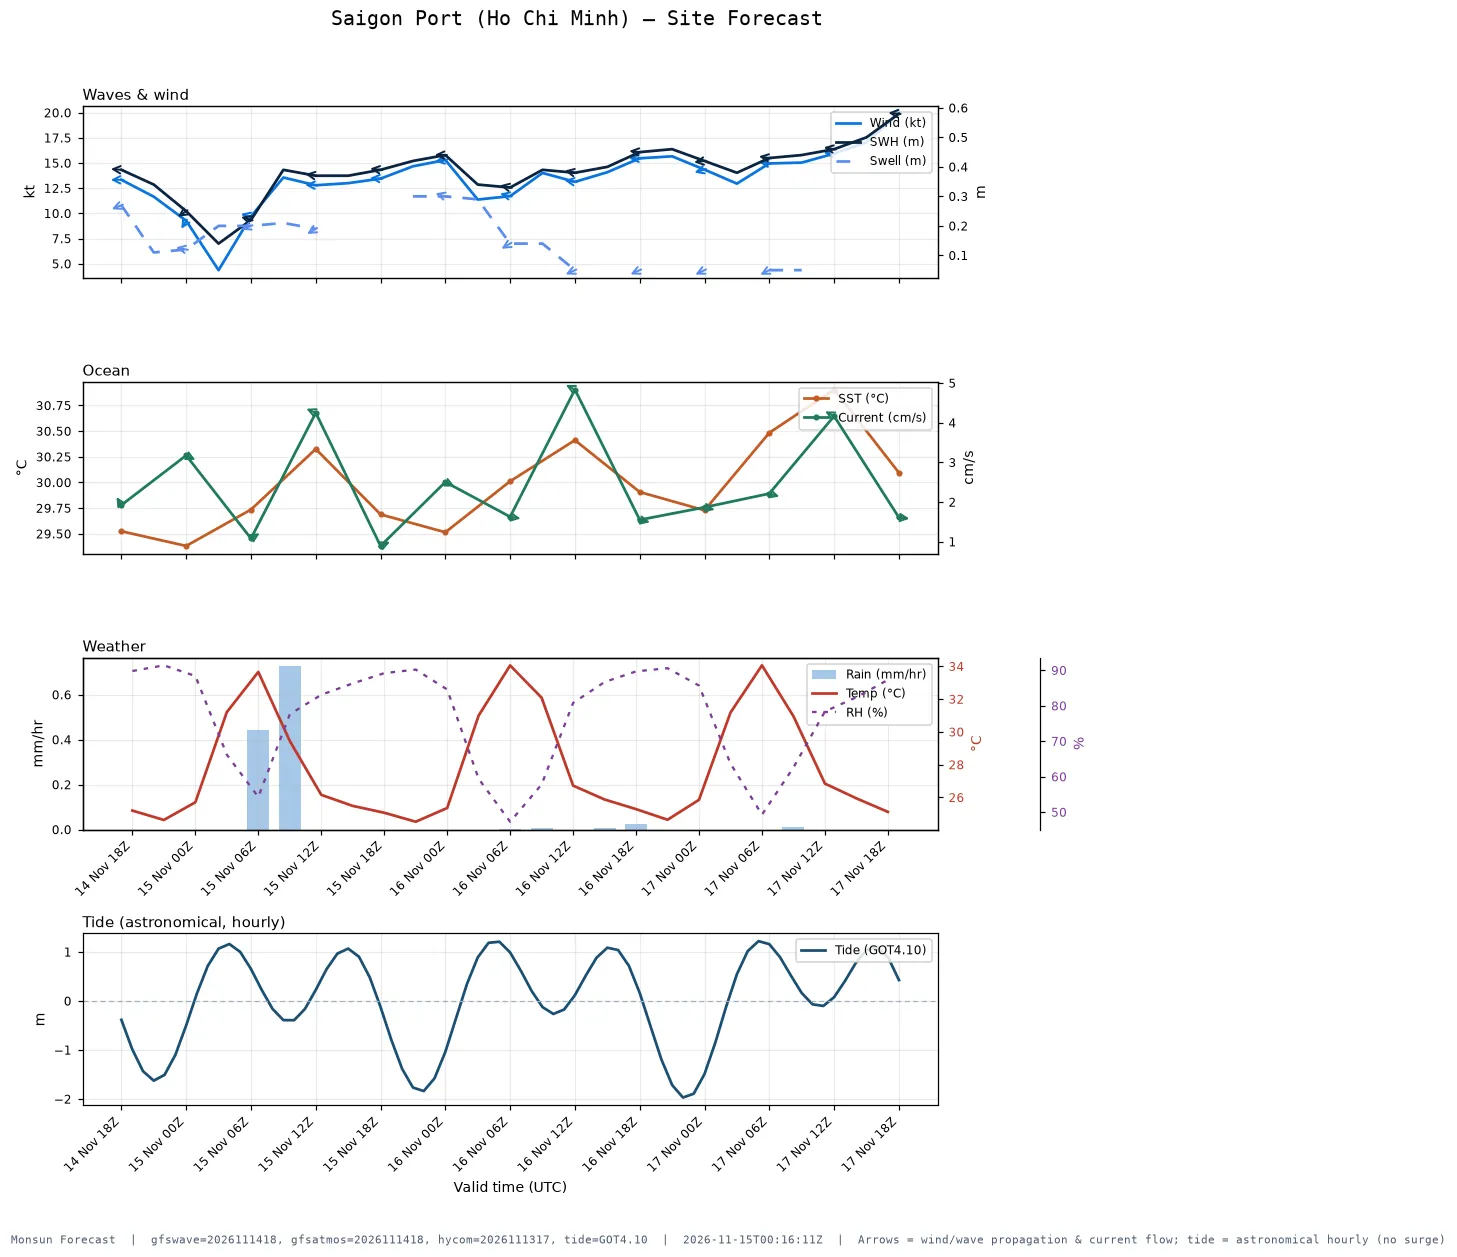 Saigon Port (Ho Chi Minh) — Site Forecast
Waves & wind
20.0
17.5
15.0
12.5
10.0
7.5
5.0
kt
0.6
0.5
0.4
0.3
0.2
0.1
m
Wind (kt)
SWH (m)
Swell (m)
Ocean
30.75
30.50
30.25
30.00
29.75
29.50
°C
5
4
3
2
1
cm/s
SST (°C)
Current (cm/s)
Weather
0.6
0.4
0.2
0.0
mm/hr
34
32
30
28
26
°C
90
80
70
60
50
%
Rain (mm/hr)
Temp (°C)
RH (%)
14 Nov 18Z
15 Nov 00Z
15 Nov 06Z
15 Nov 12Z
15 Nov 18Z
16 Nov 00Z
16 Nov 06Z
16 Nov 12Z
16 Nov 18Z
17 Nov 00Z
17 Nov 06Z
17 Nov 12Z
17 Nov 18Z
Tide (astronomical, hourly)
1
0
−1
−2
m
Tide (GOT4.10)
14 Nov 18Z
15 Nov 00Z
15 Nov 06Z
15 Nov 12Z
15 Nov 18Z
16 Nov 00Z
16 Nov 06Z
16 Nov 12Z
16 Nov 18Z
17 Nov 00Z
17 Nov 06Z
17 Nov 12Z
17 Nov 18Z
Valid time (UTC)
Monsun Forecast | gfswave=2026111418, gfsatmos=2026111418, hycom=2026111317, tide=GOT4.10 | 2026-11-15T00:16:11Z | Arrows = wind/wave propagation & current flow; tide = astronomical hourly (no surge)